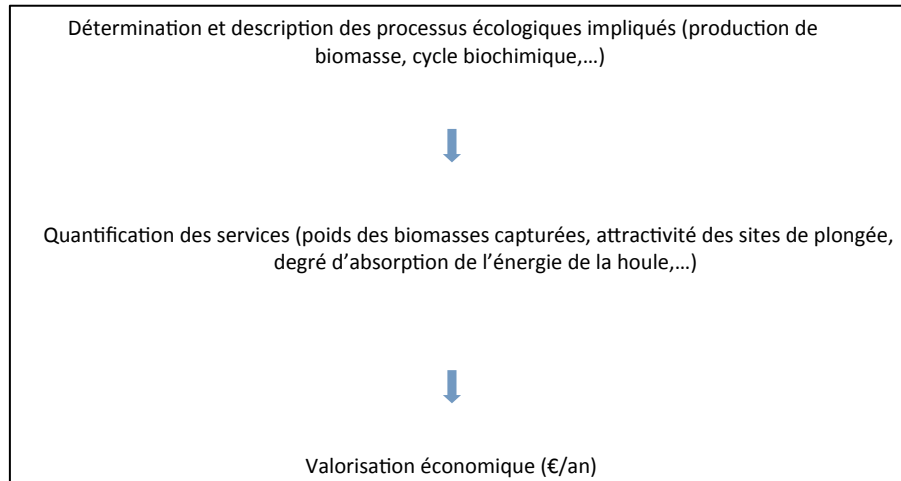 Détermination et description des processus écologiques impliqués (production de
biomasse, cycle biochimique,…)
Quantification des services (poids des biomasses capturées, attractivité des sites de plongée,
degré d’absorption de l’énergie de la houle,…)
Valorisation économique (€/an)